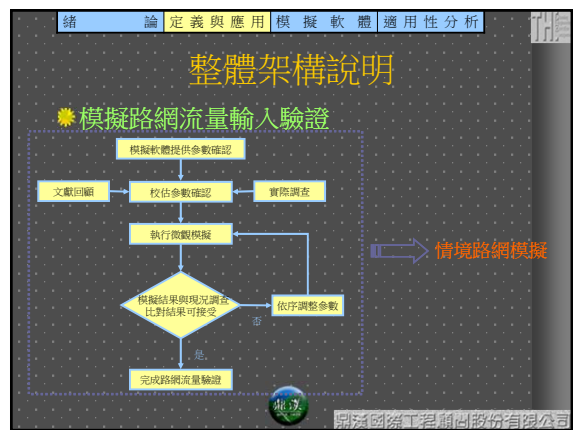 緒論 定義與應用 模擬軟體 適用性分析
THI
整體架構說明
模擬路網流量輸入驗證
模擬軟體提供參數確認
文獻回顧 校估參數確認 實際調查
執行微觀模擬
情境路網模擬
模擬結果與現況調查
比對結果可接受
依序調整參數
否
是
完成路網流量驗證
鼎漢
鼎漢國際工程顧問股份有限公司